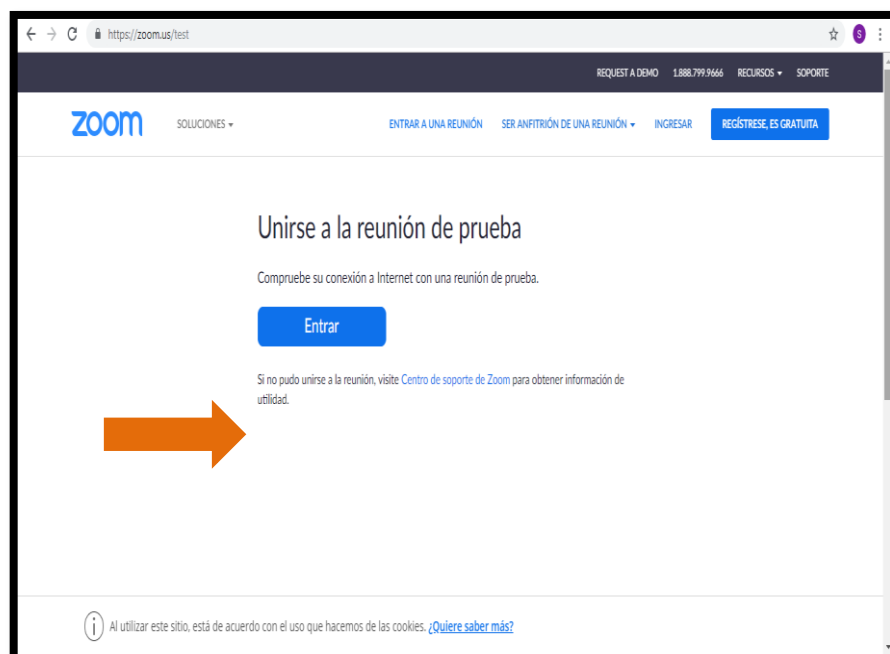 https://zoom.us/test
S
REQUEST A DEMO 1.888.799.9666 RECURSOS SOPORTE
zoom SOLUCIONES ENTRAR A UNA REUNIÓN SER ANFITRIÓN DE UNA REUNIÓN INGRESAR REGÍSTRESE, ES GRATUITA
Unirse a la reunión de prueba
Compruebe su conexión a Internet con una reunión de prueba.
Entrar
Si no pudo unirse a la reunión, visite Centro de soporte de Zoom para obtener información de
utilidad.
Al utilizar este sitio, está de acuerdo con el uso que hacemos de las cookies. ¿Quiere saber más?